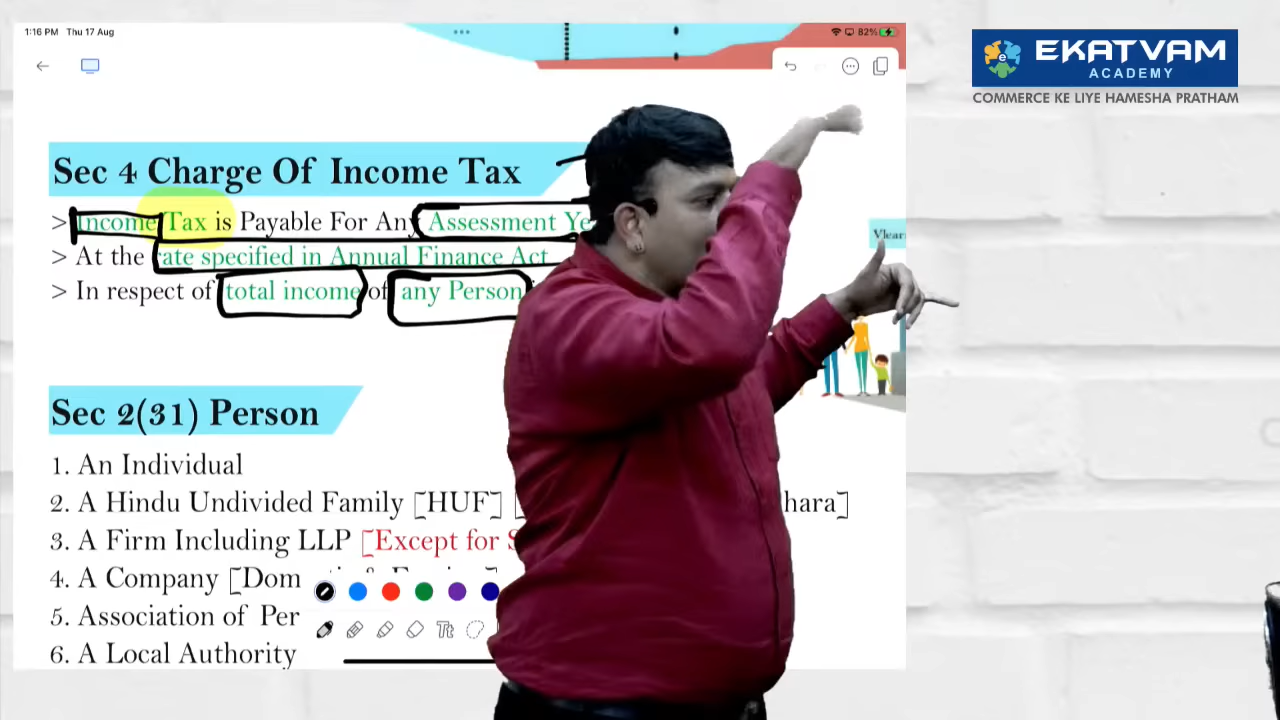 1:16 PM Thu 17 Aug
82%
EKATVAM
ACADEMY
COMMERCE KE LIYE HAMESHA PRATHAM
Sec 4 Charge Of Income Tax
> Income Tax is Payable For Any Assessment
> At the rate specified in Annual Finance Act
> In respect of total income of any Person
Sec 2(31) Person
1. An Individual
2. A Hindu Undivided Family [HUF] [
3. A Firm Including LLP [Except for
4. A Company
5. Association of
6. A Local Authority
Tt